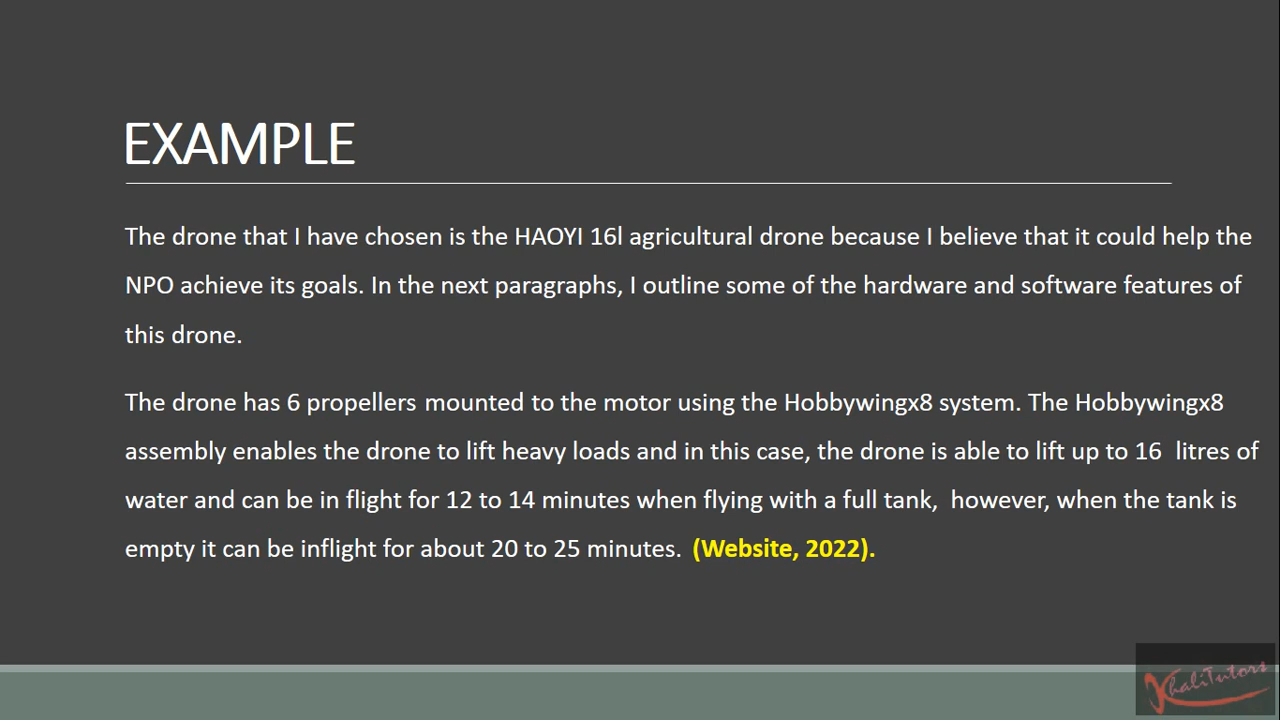 EXAMPLE
The drone that I have chosen is the HAOYI 16l agricultural drone because I believe that it could help the
NPO achieve its goals. In the next paragraphs, I outline some of the hardware and software features of
this drone.
The drone has 6 propellers mounted to the motor using the Hobbywingx8 system. The Hobbywingx8
assembly enables the drone to lift heavy loads and in this case, the drone is able to lift up to 16  litres of
water and can be in flight for 12 to 14 minutes when flying with a full tank,  however, when the tank is
empty it can be inflight for about 20 to 25 minutes.  (Website, 2022).
KhaliTutors